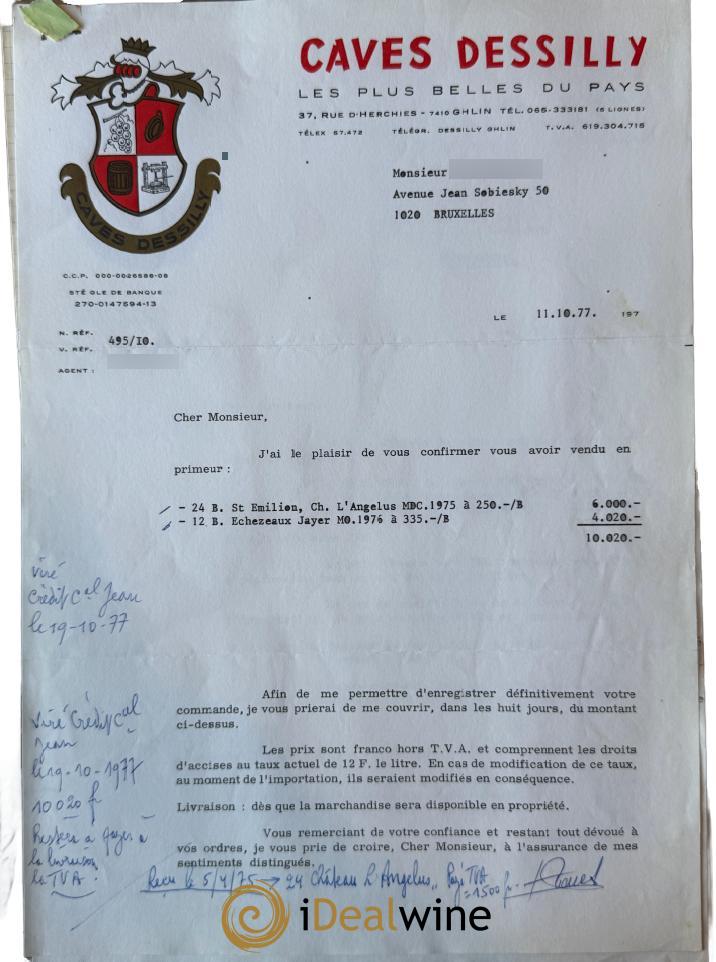 CAVES DESSILLY
LES PLUS BELLES DU PAYS
37, RUE D'HERCHIES - 7410 GHLIN TÉL. 065-333181 (5 LIGNES)
TÉLEX 57.472 TÉLÉGR. DESSILLY GHLIN T.V.A. 619.304.715
CAVES DESSILLY
Monsieur
Avenue Jean Sobiesky 50
1020 BRUXELLES
C.C.P. 000-0026586-08
STÉ GLE DE BANQUE
270-0147594-13
LE 11.10.77. 197
N. RÉF. 495/10.
V. RÉF.
AGENT :
Cher Monsieur,
J'ai le plaisir de vous confirmer vous avoir vendu en
primeur :
- 24 B. St Emilion, Ch. L'Angelus MDC.1975 à 250.-/B 6.000.-
- 12 B. Echezeaux Jayer MO.1976 à 335.-/B 4.020.-
10.020.-
Viré
Crédit Cal Jean
le 19-10-77
Afin de me permettre d'enregistrer définitivement votre
commande, je vous prierai de me couvrir, dans les huit jours, du montant
ci-dessus.
Les prix sont franco hors T.V.A. et comprennent les droits
d'accises au taux actuel de 12 F. le litre. En cas de modification de ce taux,
au moment de l'importation, ils seraient modifiés en conséquence.
Livraison : dès que la marchandise sera disponible en propriété.
Vous remerciant de votre confiance et restant tout dévoué à
vos ordres, je vous prie de croire, Cher Monsieur, à l'assurance de mes
sentiments distingués.
Viré Crédit Cal
Jean
le 19-10-1977
10020 f
Restera à payer à
la livraison
la TVA.
Reçu le 5/4/75 → 24 Château L'Angelus, Payé TVA
=1500 f.
iDealwine